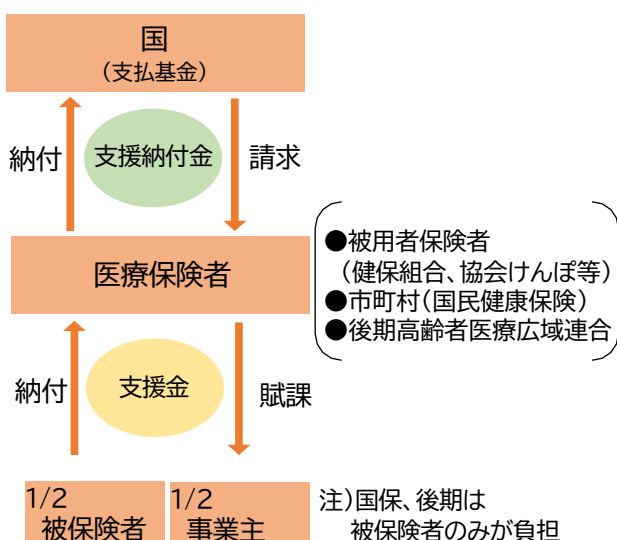 国
（支払基金）
納付
支援納付金
請求
医療保険者
●被用者保険者
（健保組合、協会けんぽ等）
●市町村（国民健康保険）
●後期高齢者医療広域連合
納付
支援金
賦課
1/2
被保険者
1/2
事業主
注）国保、後期は
被保険者のみが負担